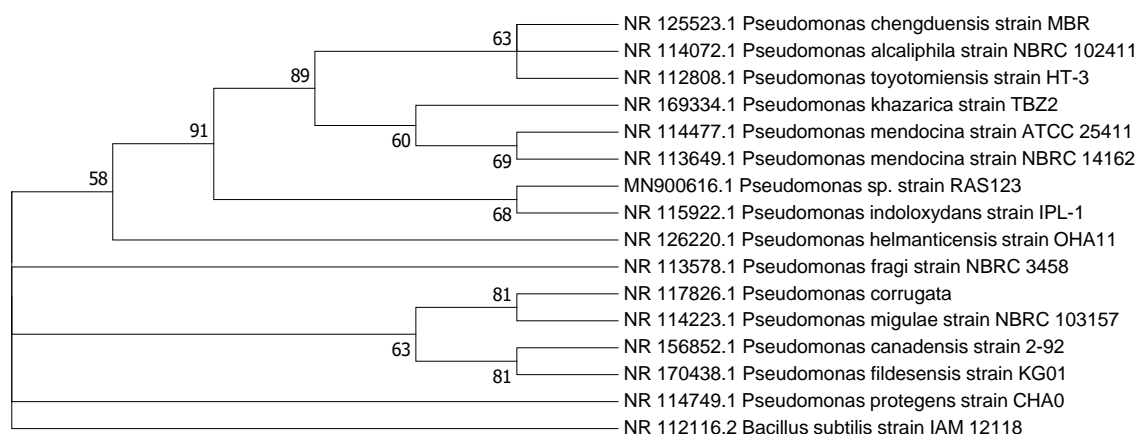 NR 125523.1 Pseudomonas chengduensis strain MBR
63
NR 114072.1 Pseudomonas alcaliphila strain NBRC 102411
89
NR 112808.1 Pseudomonas toyotomiensis strain HT-3
NR 169334.1 Pseudomonas khazarica strain TBZ2
91
NR 114477.1 Pseudomonas mendocina strain ATCC 25411
60
NR 113649.1 Pseudomonas mendocina strain NBRC 14162
69
58
MN900616.1 Pseudomonas sp. strain RAS123
68
NR 115922.1 Pseudomonas indoloxydans strain IPL-1
NR 126220.1 Pseudomonas helmanticensis strain OHA11
NR 113578.1 Pseudomonas fragi strain NBRC 3458
81
NR 117826.1 Pseudomonas corrugata
NR 114223.1 Pseudomonas migulae strain NBRC 103157
63
NR 156852.1 Pseudomonas canadensis strain 2-92
81
NR 170438.1 Pseudomonas fildesensis strain KG01
NR 114749.1 Pseudomonas protegens strain CHA0
NR 112116.2 Bacillus subtilis strain IAM 12118